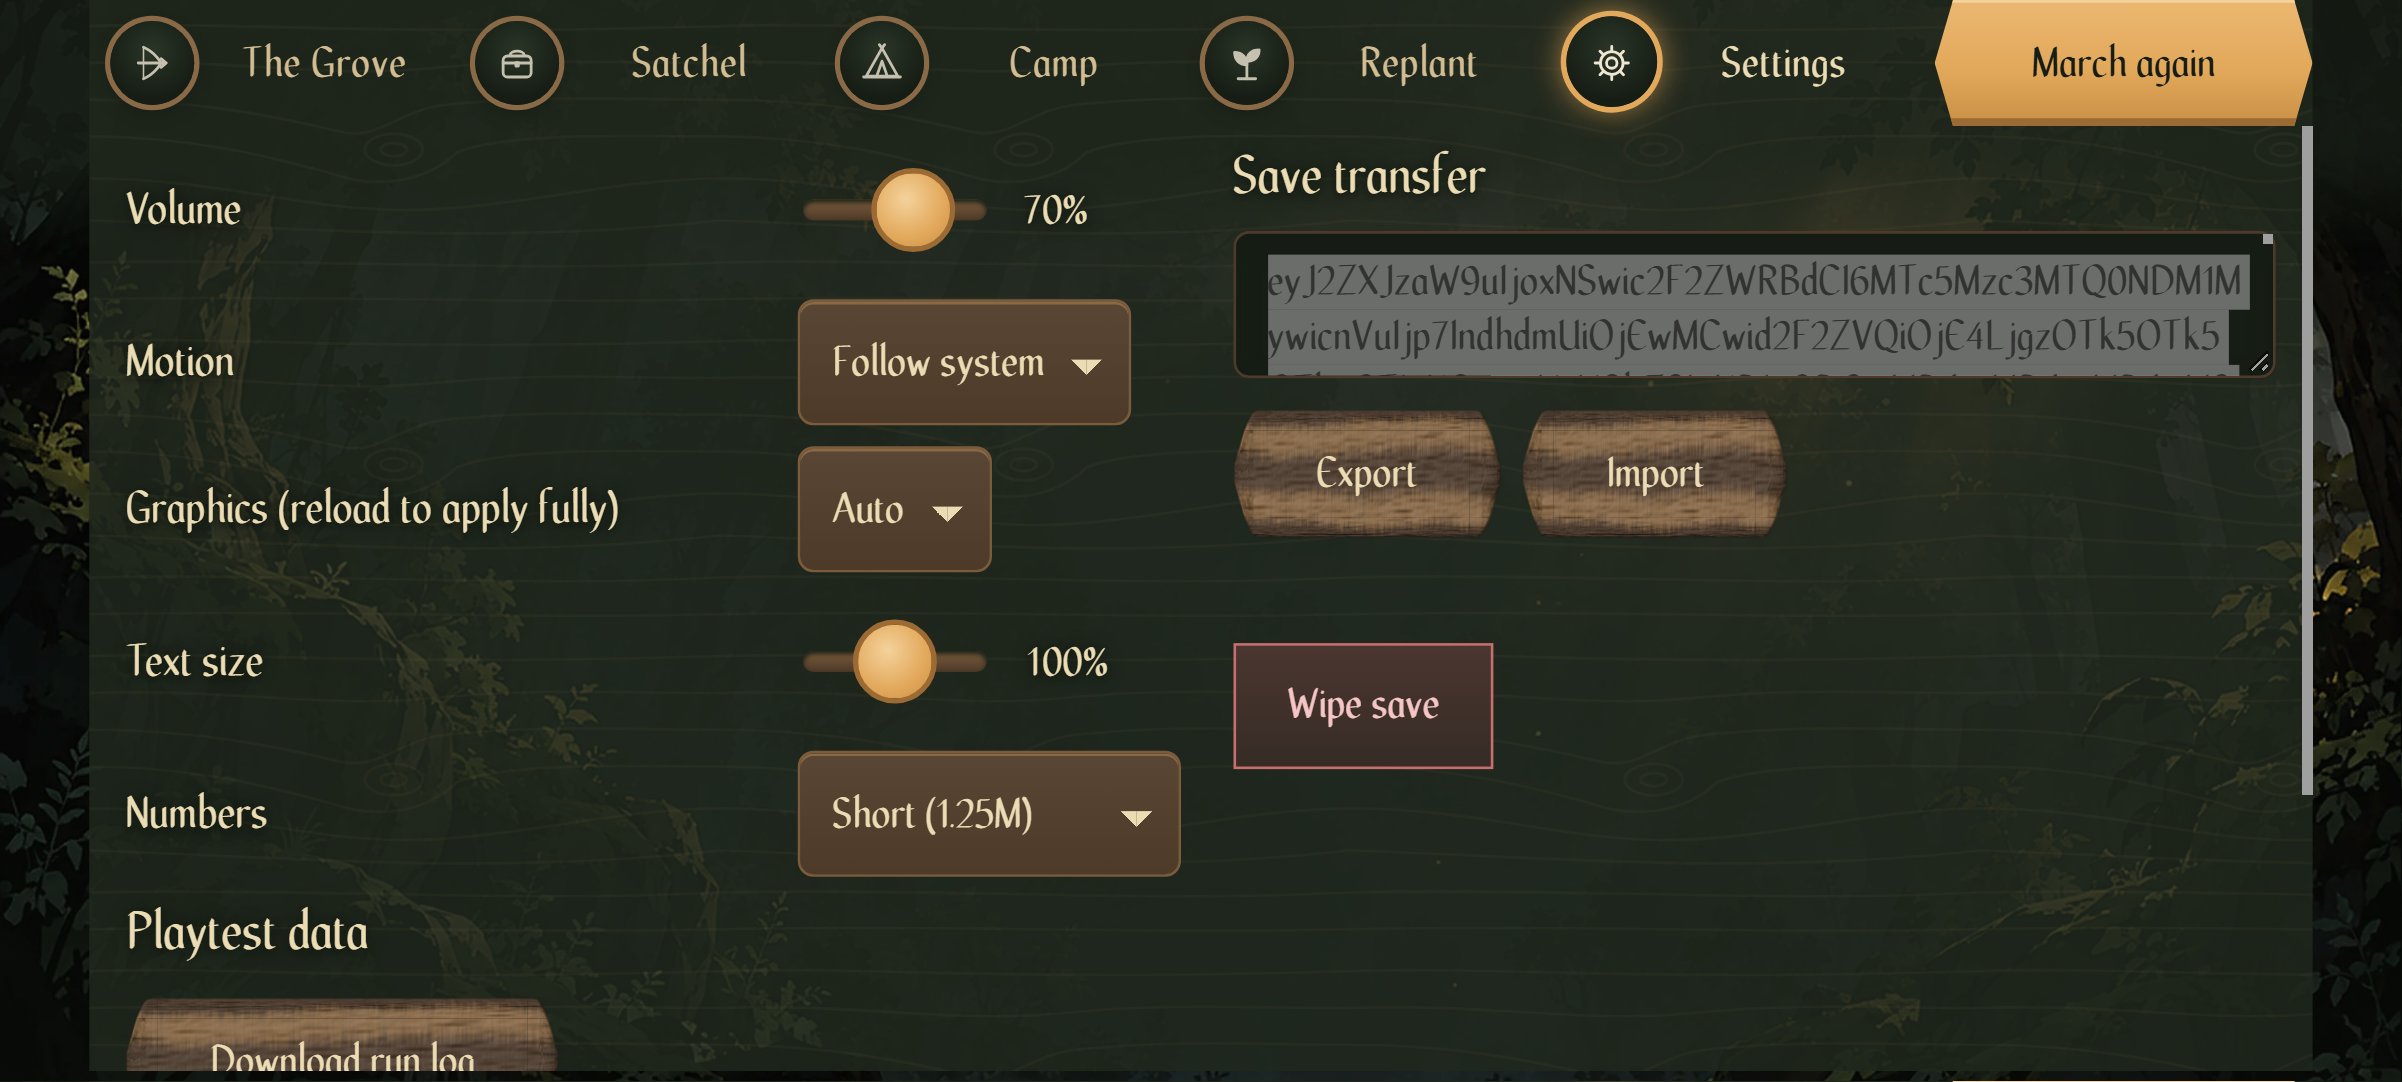 The Grove
Satchel
Camp
Replant
Settings
March again
Volume
70%
Motion
Follow system
Graphics (reload to apply fully)
Auto
Text size
100%
Numbers
Short (1.25M)
Playtest data
Download run log
Save transfer
eyJ2ZXJzaW9uIjoxNSwic2F2ZWRBdCI6MTc5Mzc3MTQ0NDM1M
ywicnVuIjp7IndhdmUiOjEwMCwid2F2ZVQiOjE4LjgzOTk5OTk5
Export
Import
Wipe save